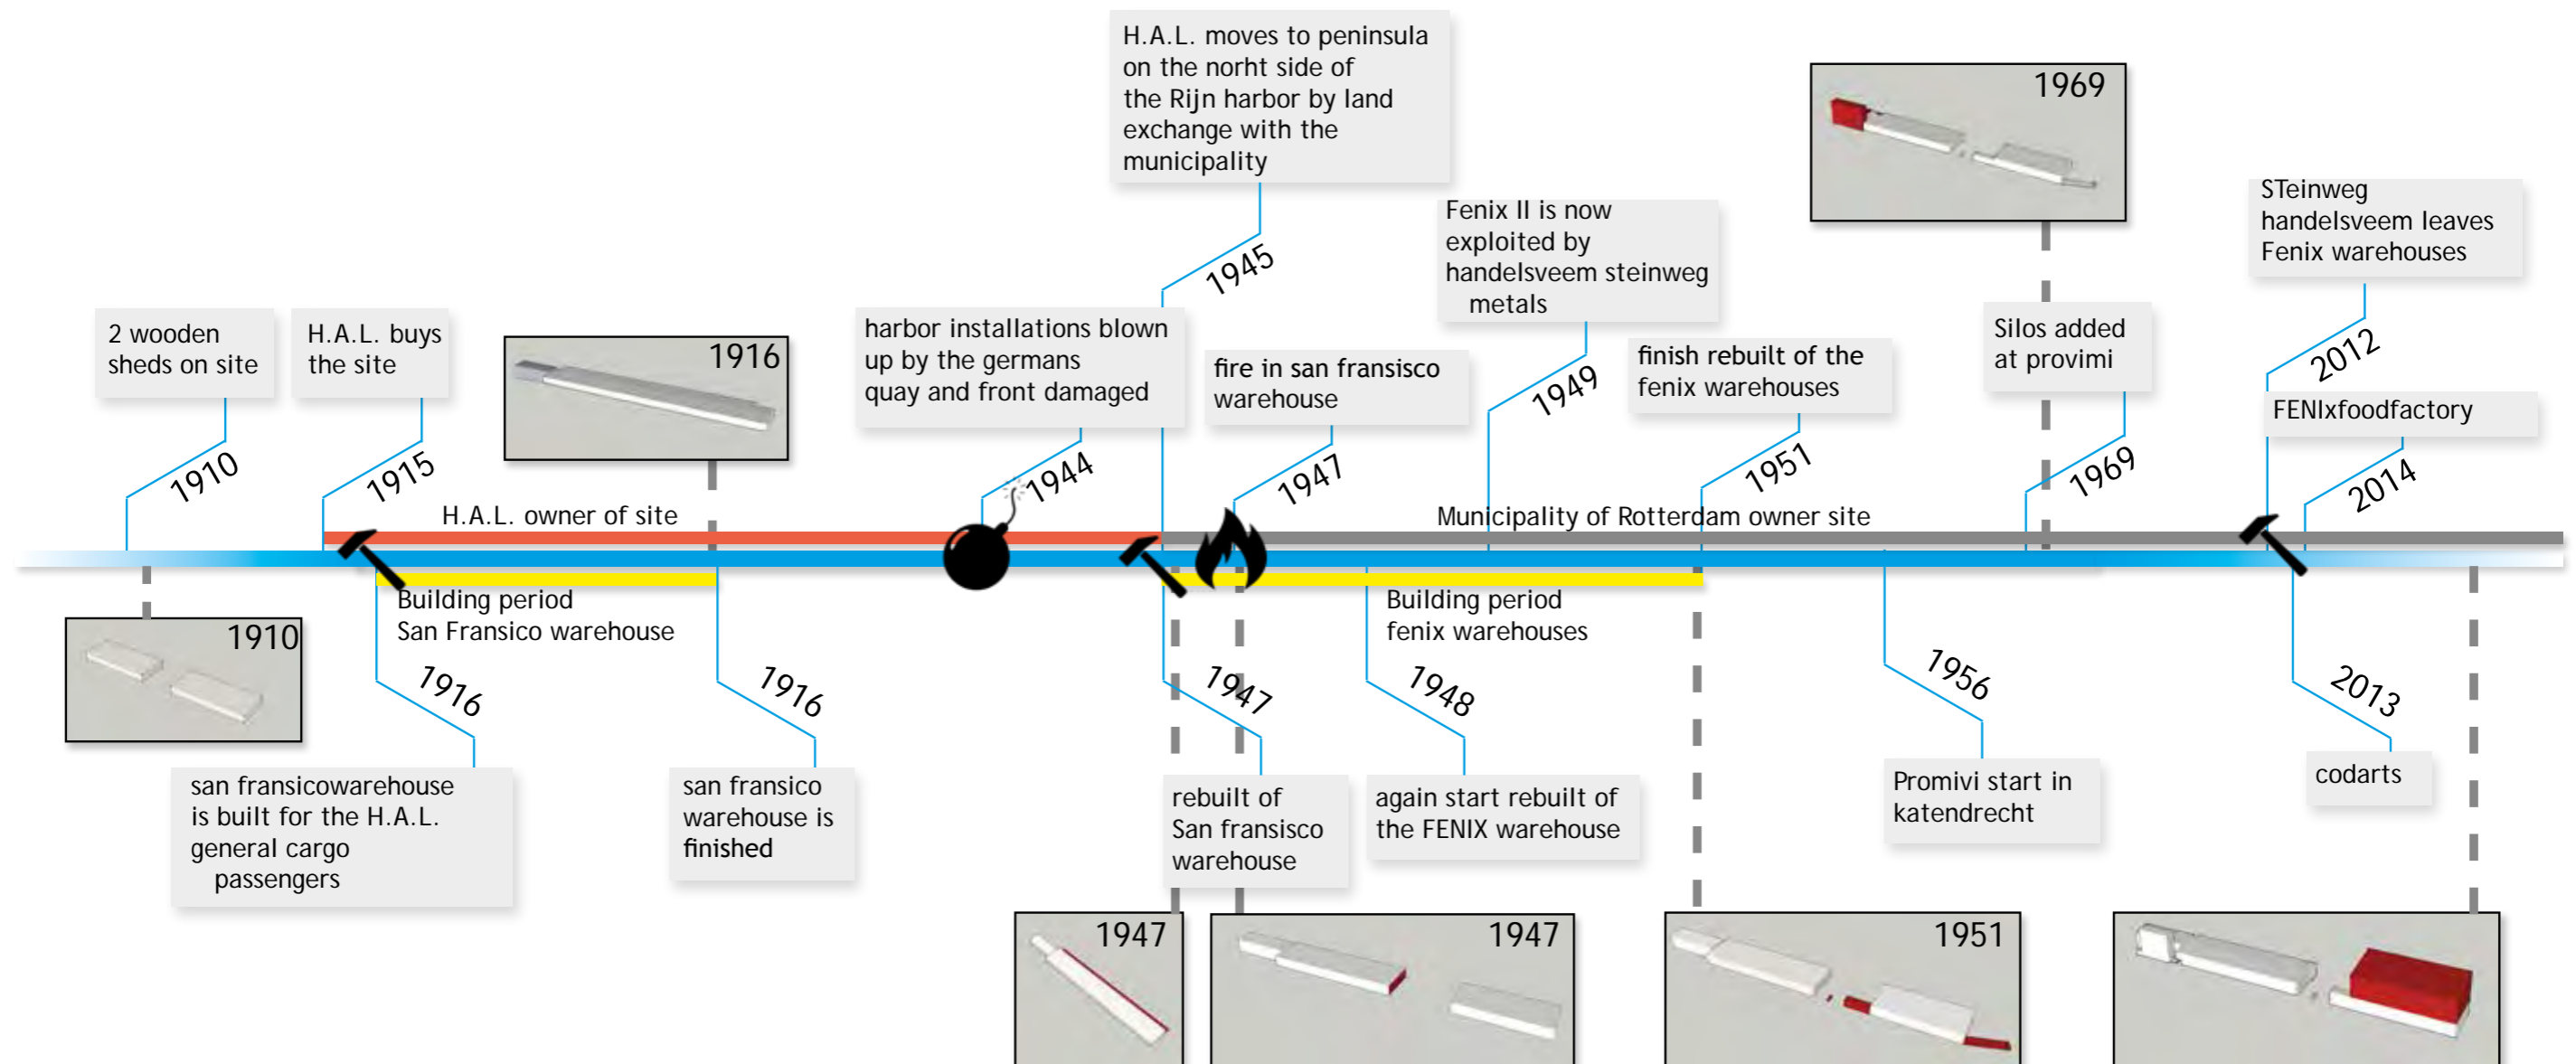 H.A.L. moves to peninsula
on the norht side of
the Rijn harbor by land
exchange with the
municipality
1945
1969
STeinweg
handelsveem leaves
Fenix warehouses
2012
Fenix II is now
exploited by
handelsveem steinweg
metals
1949
2 wooden
sheds on site
1910
H.A.L. buys
the site
1915
1916
harbor installations blown
up by the germans
quay and front damaged
1944
fire in san fransisco
warehouse
1947
finish rebuilt of the
fenix warehouses
1951
Silos added
at provimi
1969
FENIxfoodfactory
2014
H.A.L. owner of site
Municipality of Rotterdam owner site
Building period
San Fransico warehouse
Building period
fenix warehouses
1910
1916
san fransicowarehouse
is built for the H.A.L.
general cargo
passengers
1916
san fransico
warehouse is
finished
1947
rebuilt of
San fransisco
warehouse
1948
again start rebuilt of
the FENIX warehouse
1956
Promivi start in
katendrecht
2013
codarts
1947
1947
1951